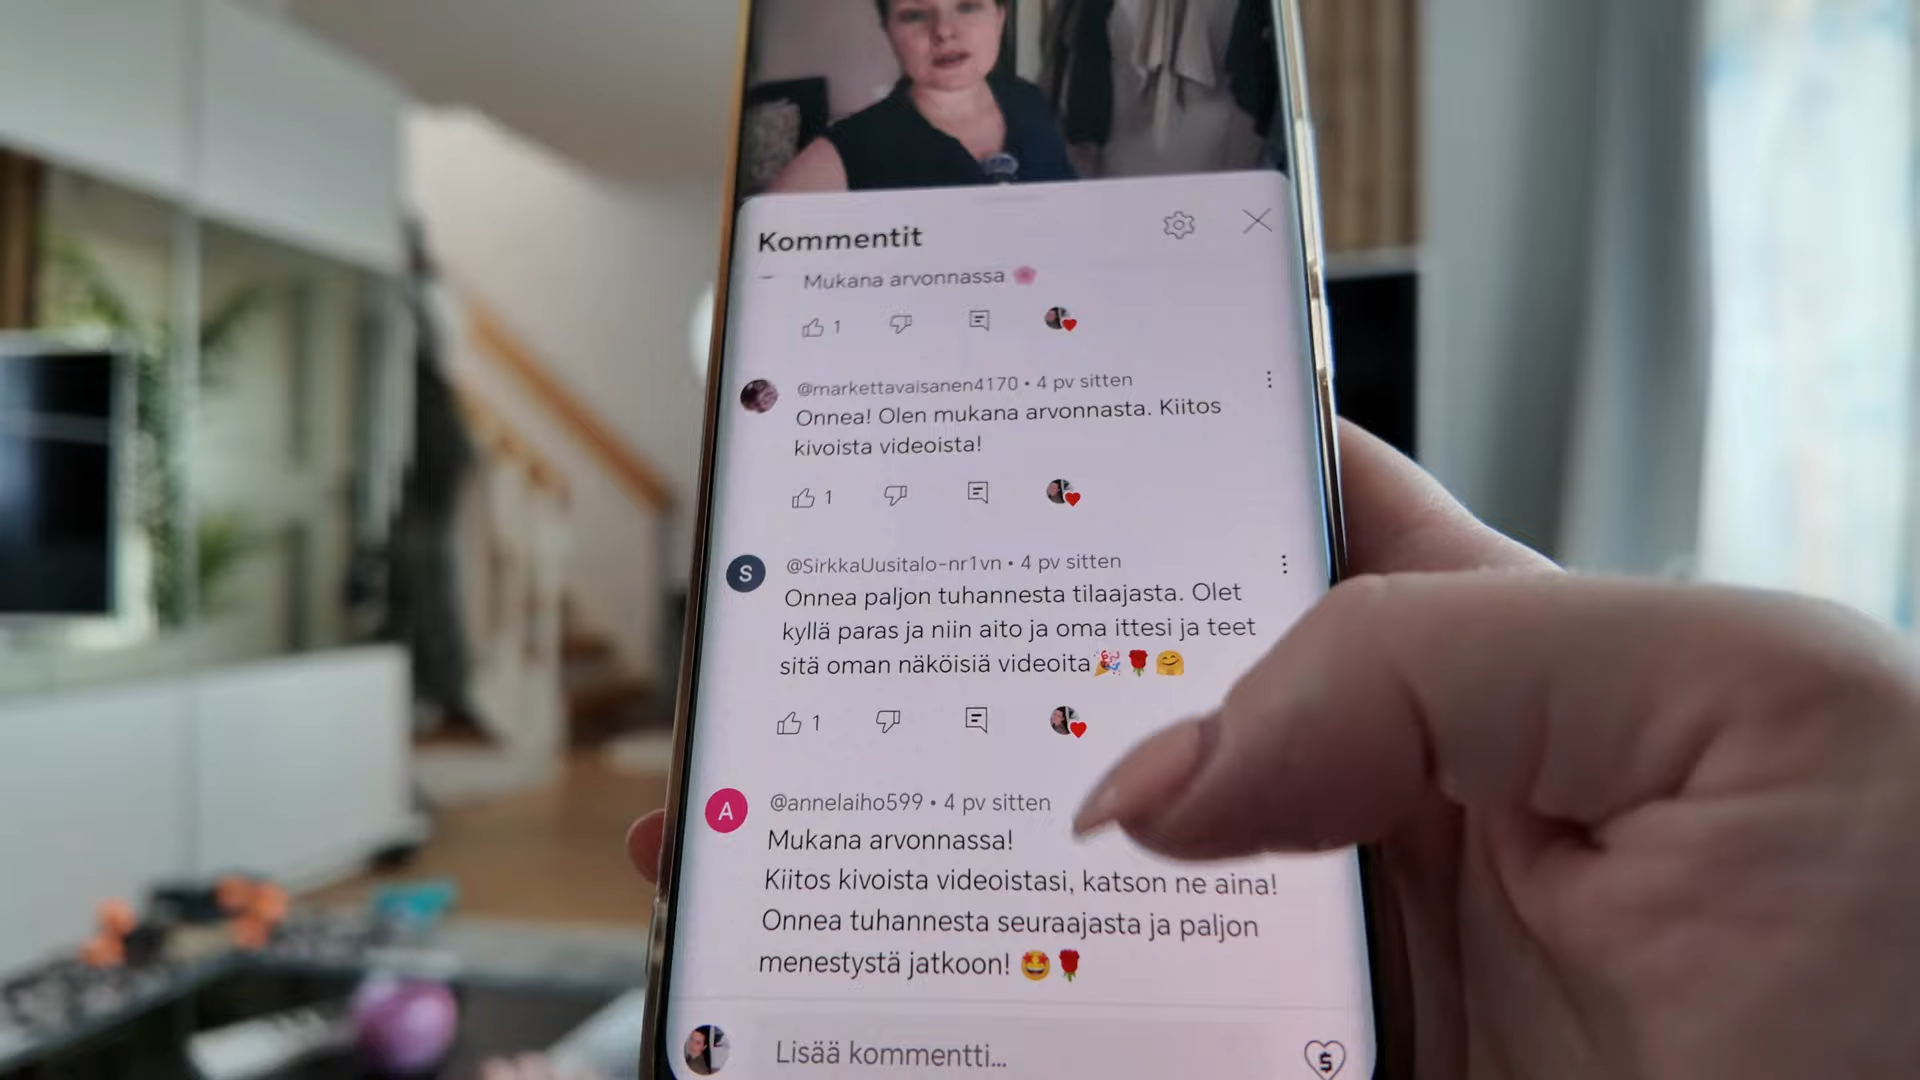 Kommentit
Mukana arvonnassa 🌸
1
@markettavaisanen4170 • 4 pv sitten
Onnea! Olen mukana arvonnasta. Kiitos
kivoista videoista!
1
S
@SirkkaUusitalo-nr1vn • 4 pv sitten
Onnea paljon tuhannesta tilaajasta. Olet
kyllä paras ja niin aito ja oma ittesi ja teet
sitä oman näköisiä videoita🎉🌹🤗
1
A
@annelaiho599 • 4 pv sitten
Mukana arvonnassa!
Kiitos kivoista videoistasi, katson ne aina!
Onnea tuhannesta seuraajasta ja paljon
menestystä jatkoon! 🤩🌹
Lisää kommentti...
$